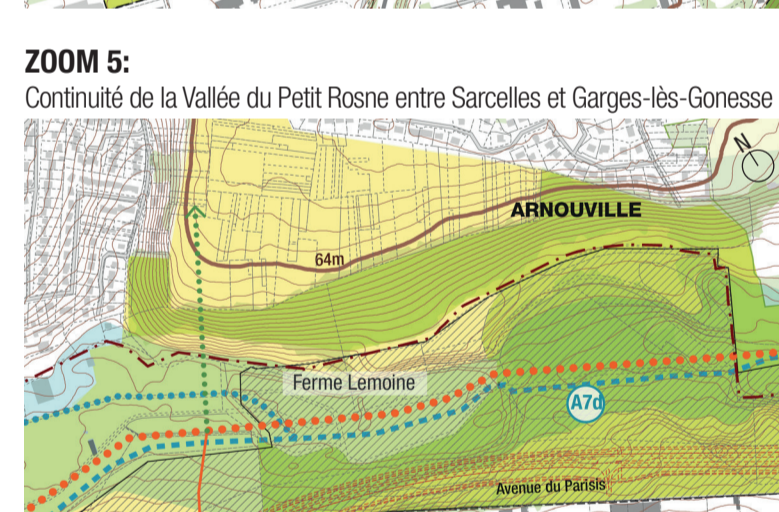 ZOOM 5:
Continuité de la Vallée du Petit Rosne entre Sarcelles et Garges-lès-Gonesse
N
ARNOUVILLE
64m
Ferme Lemoine
A7d
Avenue du Parisis